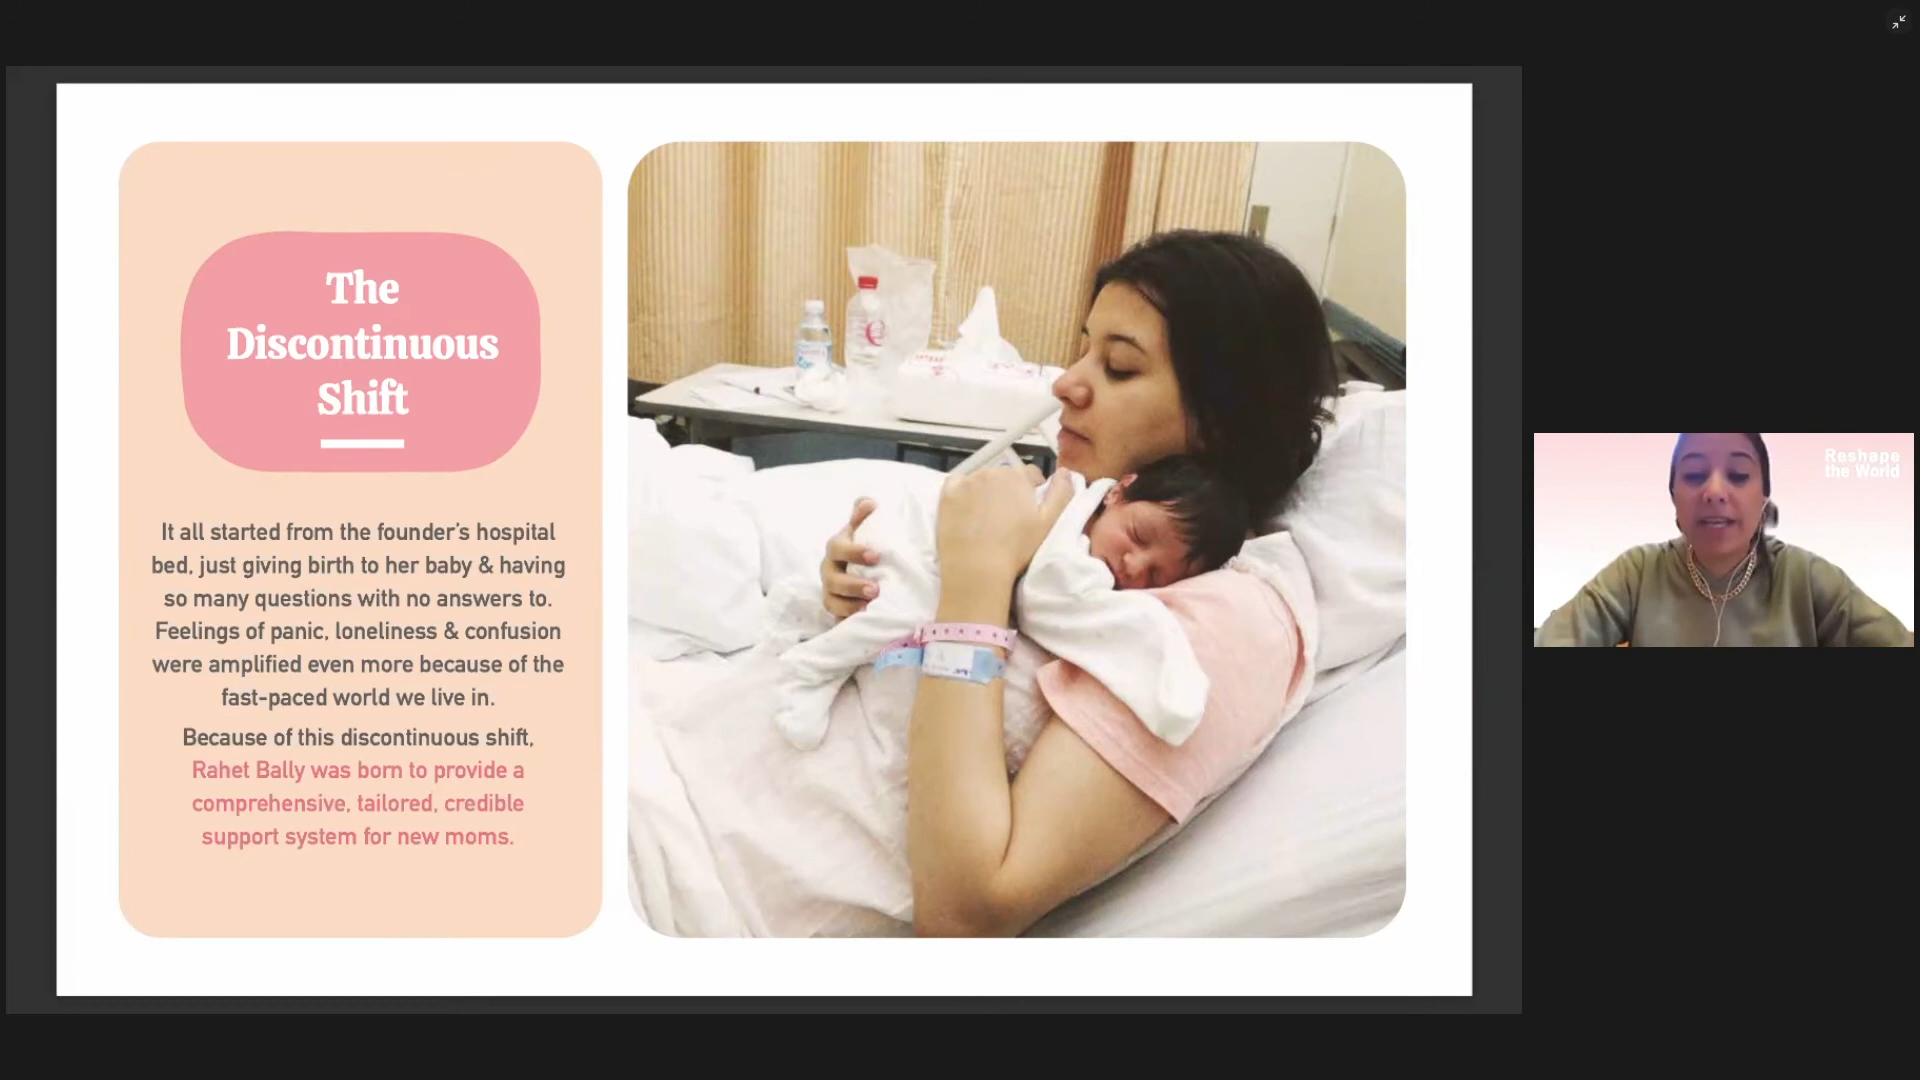 The
Discontinuous
Shift
It all started from the founder's hospital
bed, just giving birth to her baby & having
so many questions with no answers to.
Feelings of panic, loneliness & confusion
were amplified even more because of the
fast-paced world we live in.
Because of this discontinuous shift,
Rahet Bally was born to provide a
comprehensive, tailored, credible
support system for new moms.
Reshape
the World